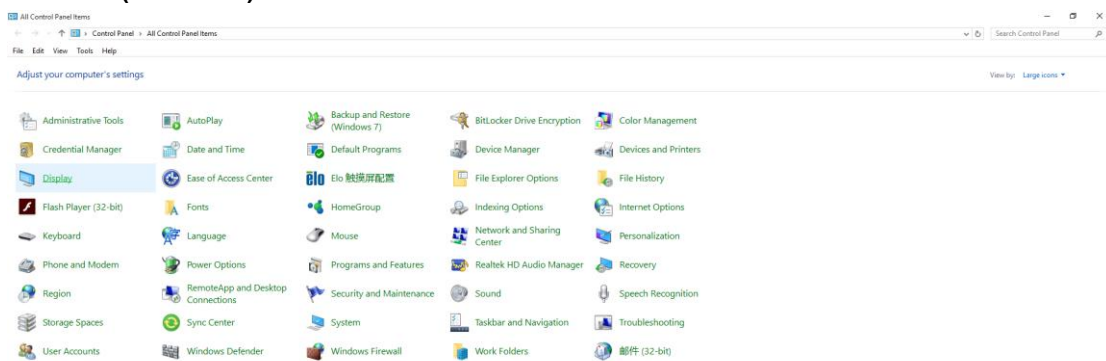 All Control Panel Items
Control Panel > All Control Panel Items
Search Control Panel
File Edit View Tools Help
Adjust your computer's settings
View by: Large icons
Administrative Tools
AutoPlay
Backup and Restore
(Windows 7)
BitLocker Drive Encryption
Color Management
Credential Manager
Date and Time
Default Programs
Device Manager
Devices and Printers
Display
Ease of Access Center
elo
Elo 触摸屏配置
File Explorer Options
File History
Flash Player (32-bit)
Fonts
HomeGroup
Indexing Options
Internet Options
Keyboard
Language
Mouse
Network and Sharing
Center
Personalization
Phone and Modem
Power Options
Programs and Features
Realtek HD Audio Manager
Recovery
Region
RemoteApp and Desktop
Connections
Security and Maintenance
Sound
Speech Recognition
Storage Spaces
Sync Center
System
Taskbar and Navigation
Troubleshooting
User Accounts
Windows Defender
Windows Firewall
Work Folders
邮件 (32-bit)